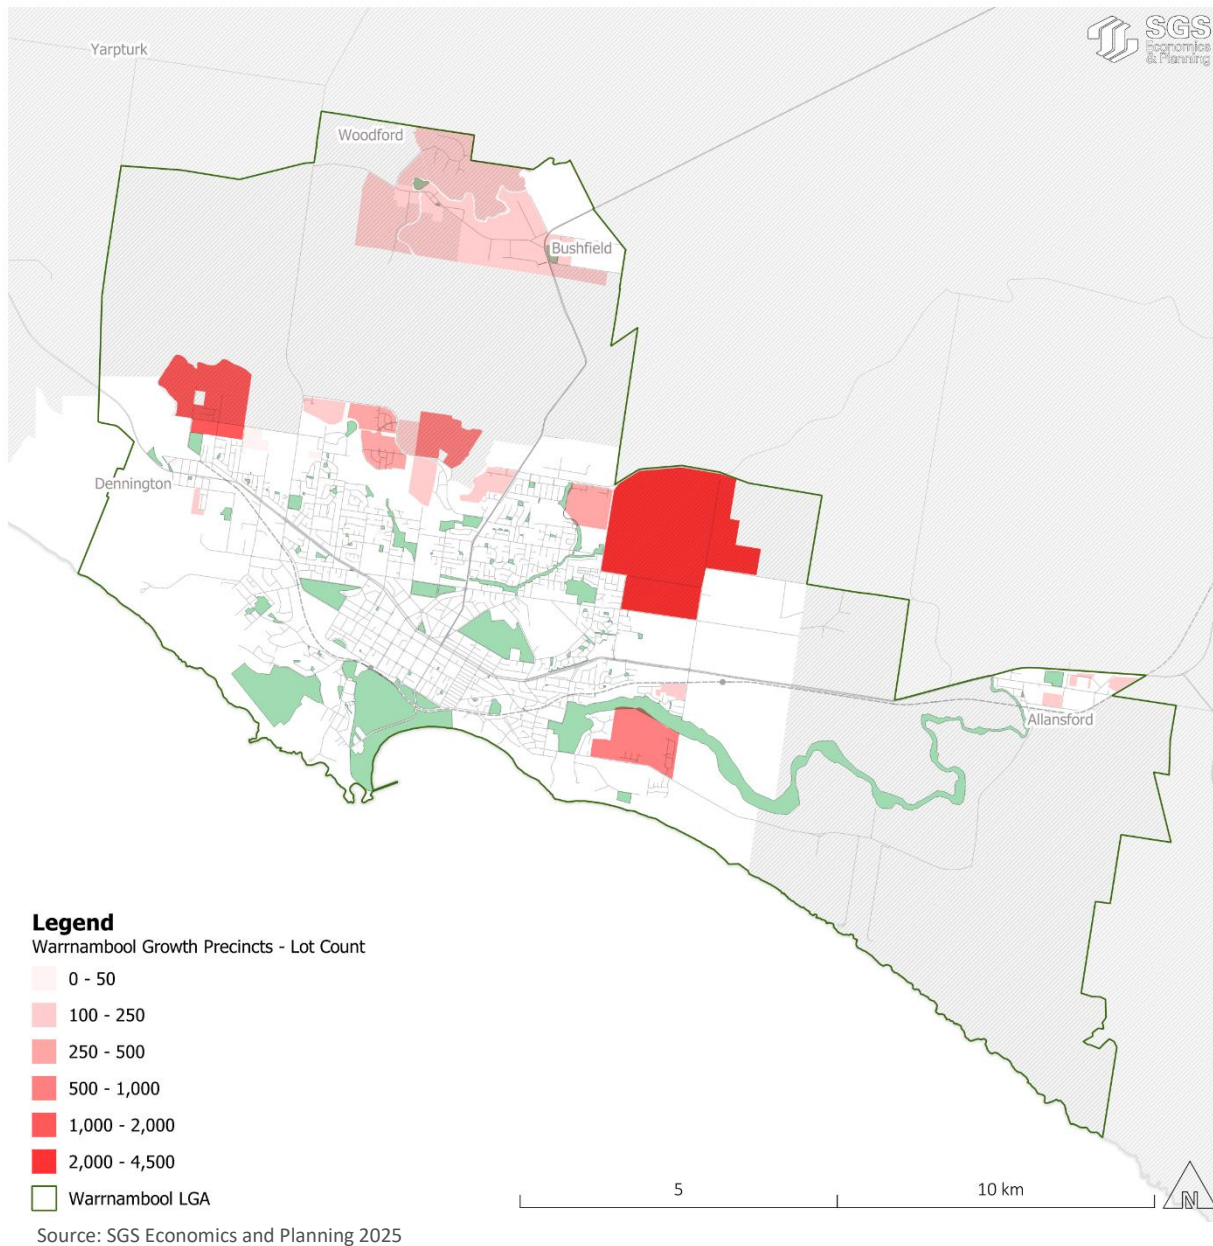 SGS
Economics
& Planning
Yarpturk
Woodford
Bushfield
Dennington
Allansford
Legend
Warrnambool Growth Precincts - Lot Count
0 - 50
100 - 250
250 - 500
500 - 1,000
1,000 - 2,000
2,000 - 4,500
Warrnambool LGA
5
10 km
N
Source: SGS Economics and Planning 2025